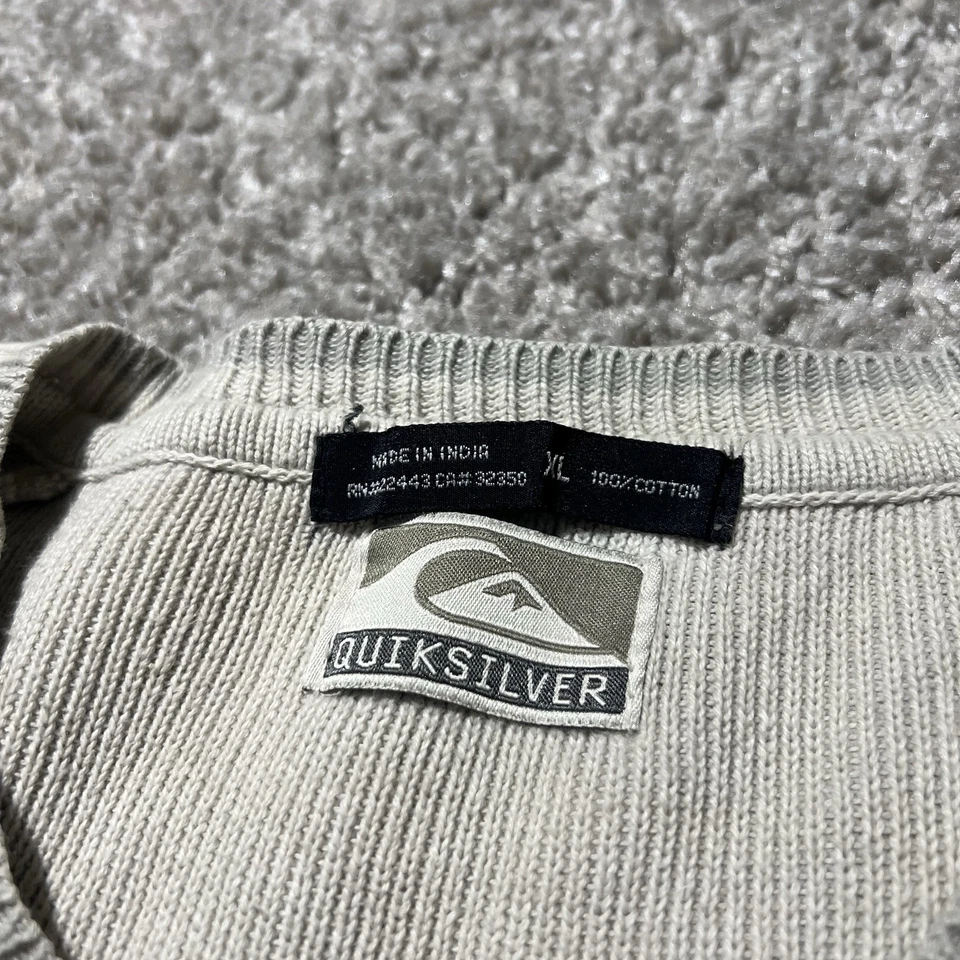 MADE IN INDIA
RN#22443 CA# 32350
XL
100% COTTON
QUIKSILVER